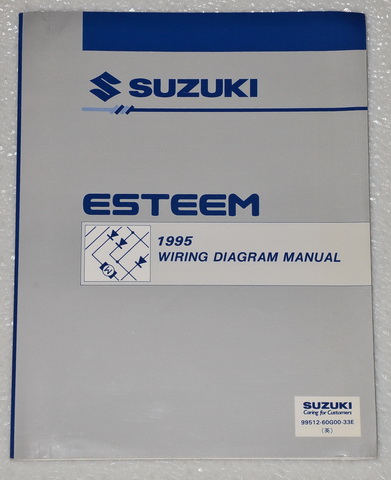 SUZUKI
ESTEEM
1995
WIRING DIAGRAM MANUAL
M
SUZUKI
Caring for Customers
99512-60G00-33E
(英)